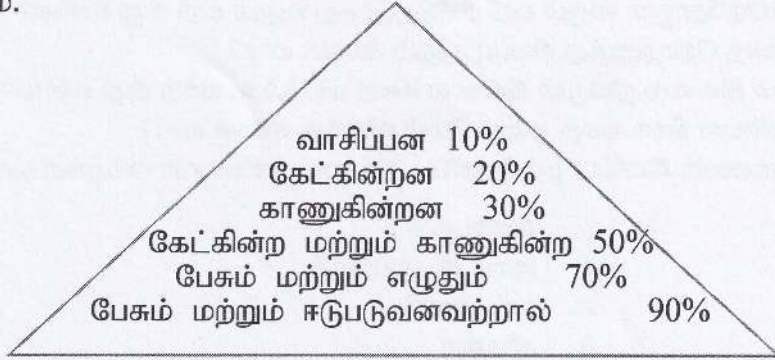 வாசிப்பன 10%
கேட்கின்றன 20%
காணுகின்றன 30%
கேட்கின்ற மற்றும் காணுகின்ற 50%
பேசும் மற்றும் எழுதும் 70%
பேசும் மற்றும் ஈடுபடுவனவற்றால் 90%